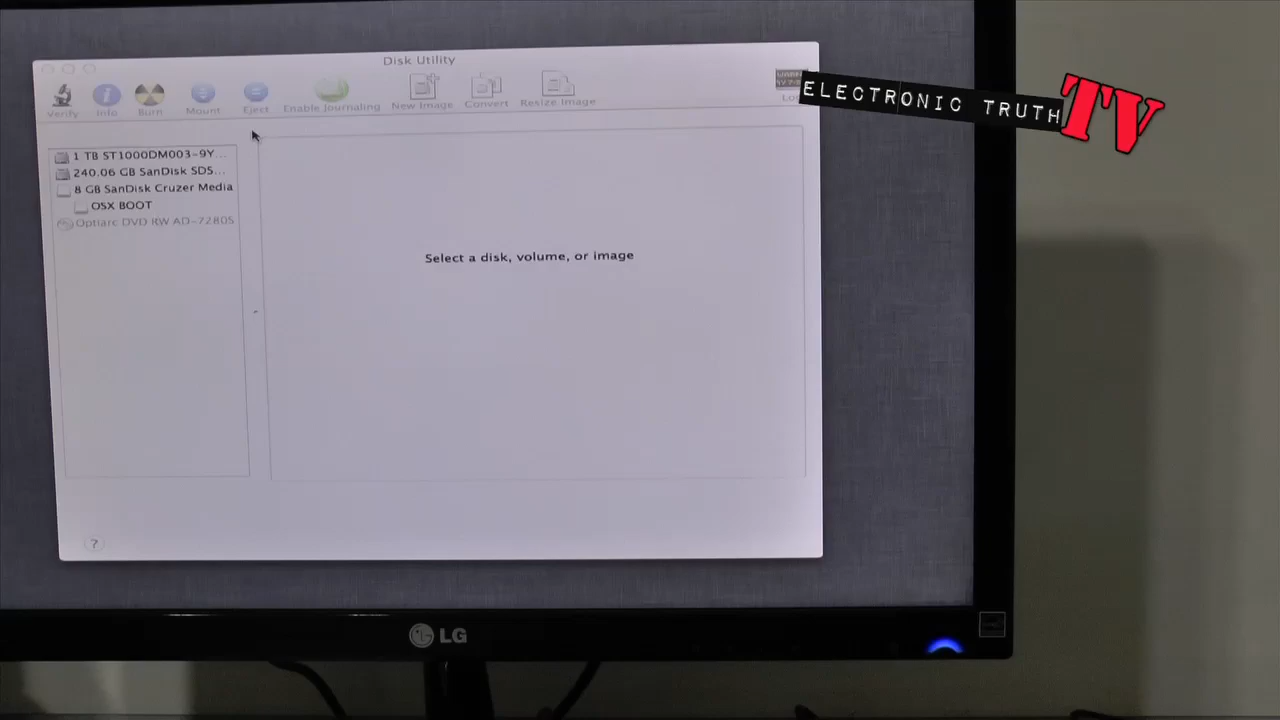 Disk Utility
Verify Info Burn Mount Eject Enable Journaling New Image Convert Resize Image
ELECTRONIC TRUTH TV
1 TB ST1000DM003-9Y...
240.06 GB SanDisk SD5...
8 GB SanDisk Cruzer Media
OSX BOOT
Optiarc DVD RW AD-7280S
Select a disk, volume, or image
?
LG